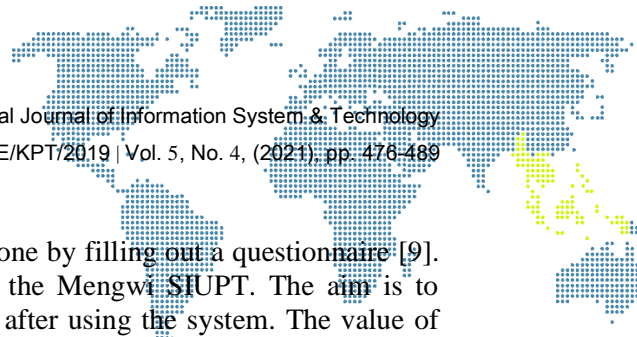 al Journal of Information System & Technology
E/KPT/2019 | Vol. 5, No. 4, (2021), pp. 476-489
one by filling out a questionnaire [9].
the Mengwi SIUPT. The aim is to
after using the system. The value of